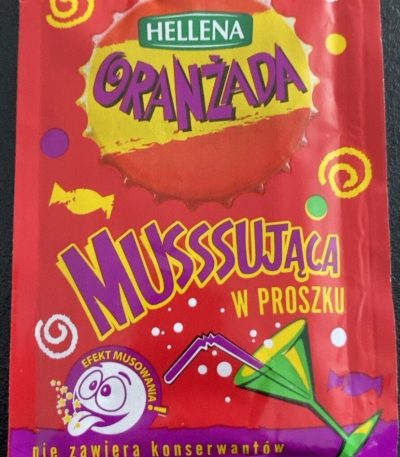 HELLENA
ORANŻADA
MUSSSUJĄCA
W PROSZKU
EFEKT MUSOWANIA!
nie zawiera konserwantów